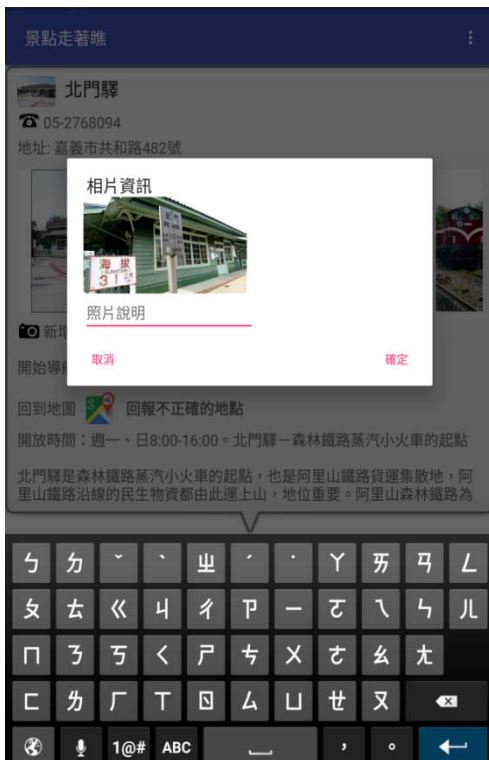 景點走著瞧
北門驛
05-2768094
地址: 嘉義市共和路482號
相片資訊
北門
海拔
31
照片說明
取消 確定
新增
開始導航
回到地圖 回報不正確的地點
開放時間：週一、日8:00-16:00。北門驛－森林鐵路蒸汽小火車的起點
北門驛是森林鐵路蒸汽小火車的起點，也是阿里山鐵路貨運集散地，阿
里山鐵路沿線的民生物資都由此運上山，地位重要。阿里山森林鐵路為
ㄅ ㄉ ˇ ˋ ㄓ ˊ ˙ ㄚ ㄞ ㄢ ㄥ
ㄆ ㄊ ㄍ ㄐ ㄔ ㄗ ㄧ ㄛ ㄟ ㄣ ㄦ
ㄇ ㄋ ㄎ ㄑ ㄕ ㄘ ㄨ ㄜ ㄠ ㄤ
ㄈ ㄌ ㄏ ㄒ ㄖ ㄙ ㄩ ㄝ ㄡ
1@# ABC ， 。